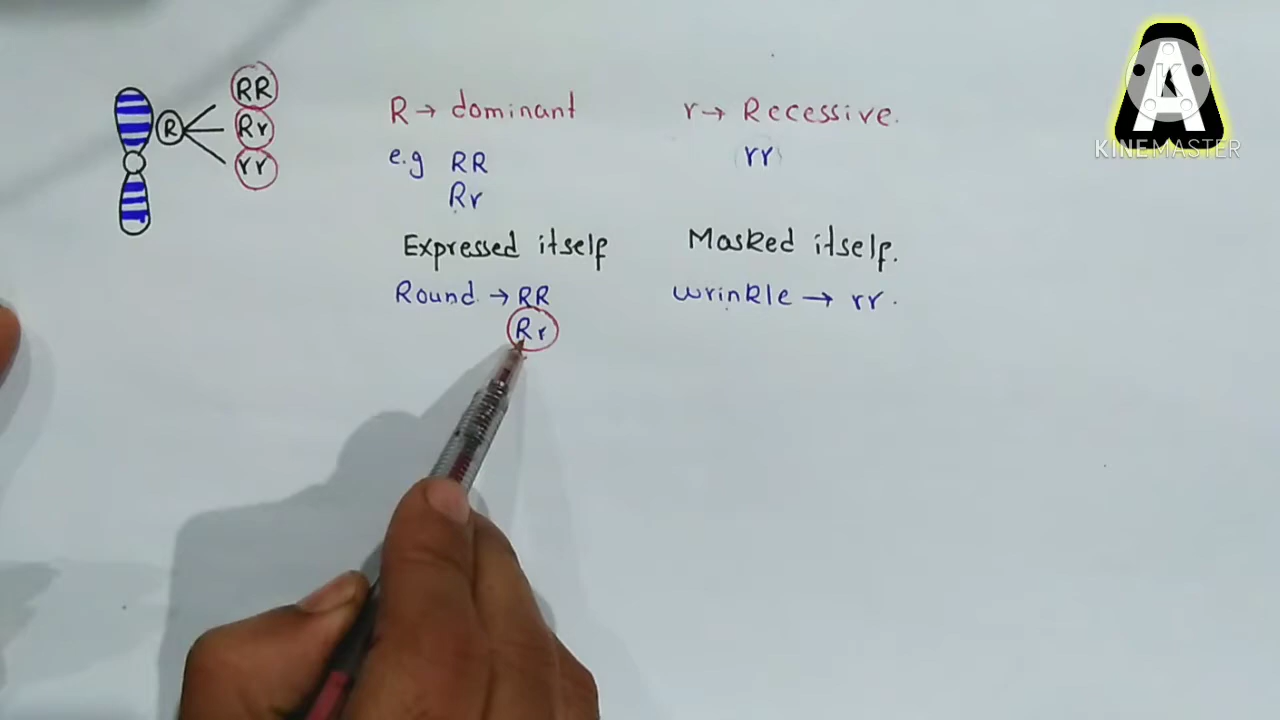 RR
R Rr
rr
R → dominant
e.g RR
Rr
Expressed itself
Round → RR
Rr
r → Recessive.
rr
Masked itself.
wrinkle → rr.
K
KINEMASTER